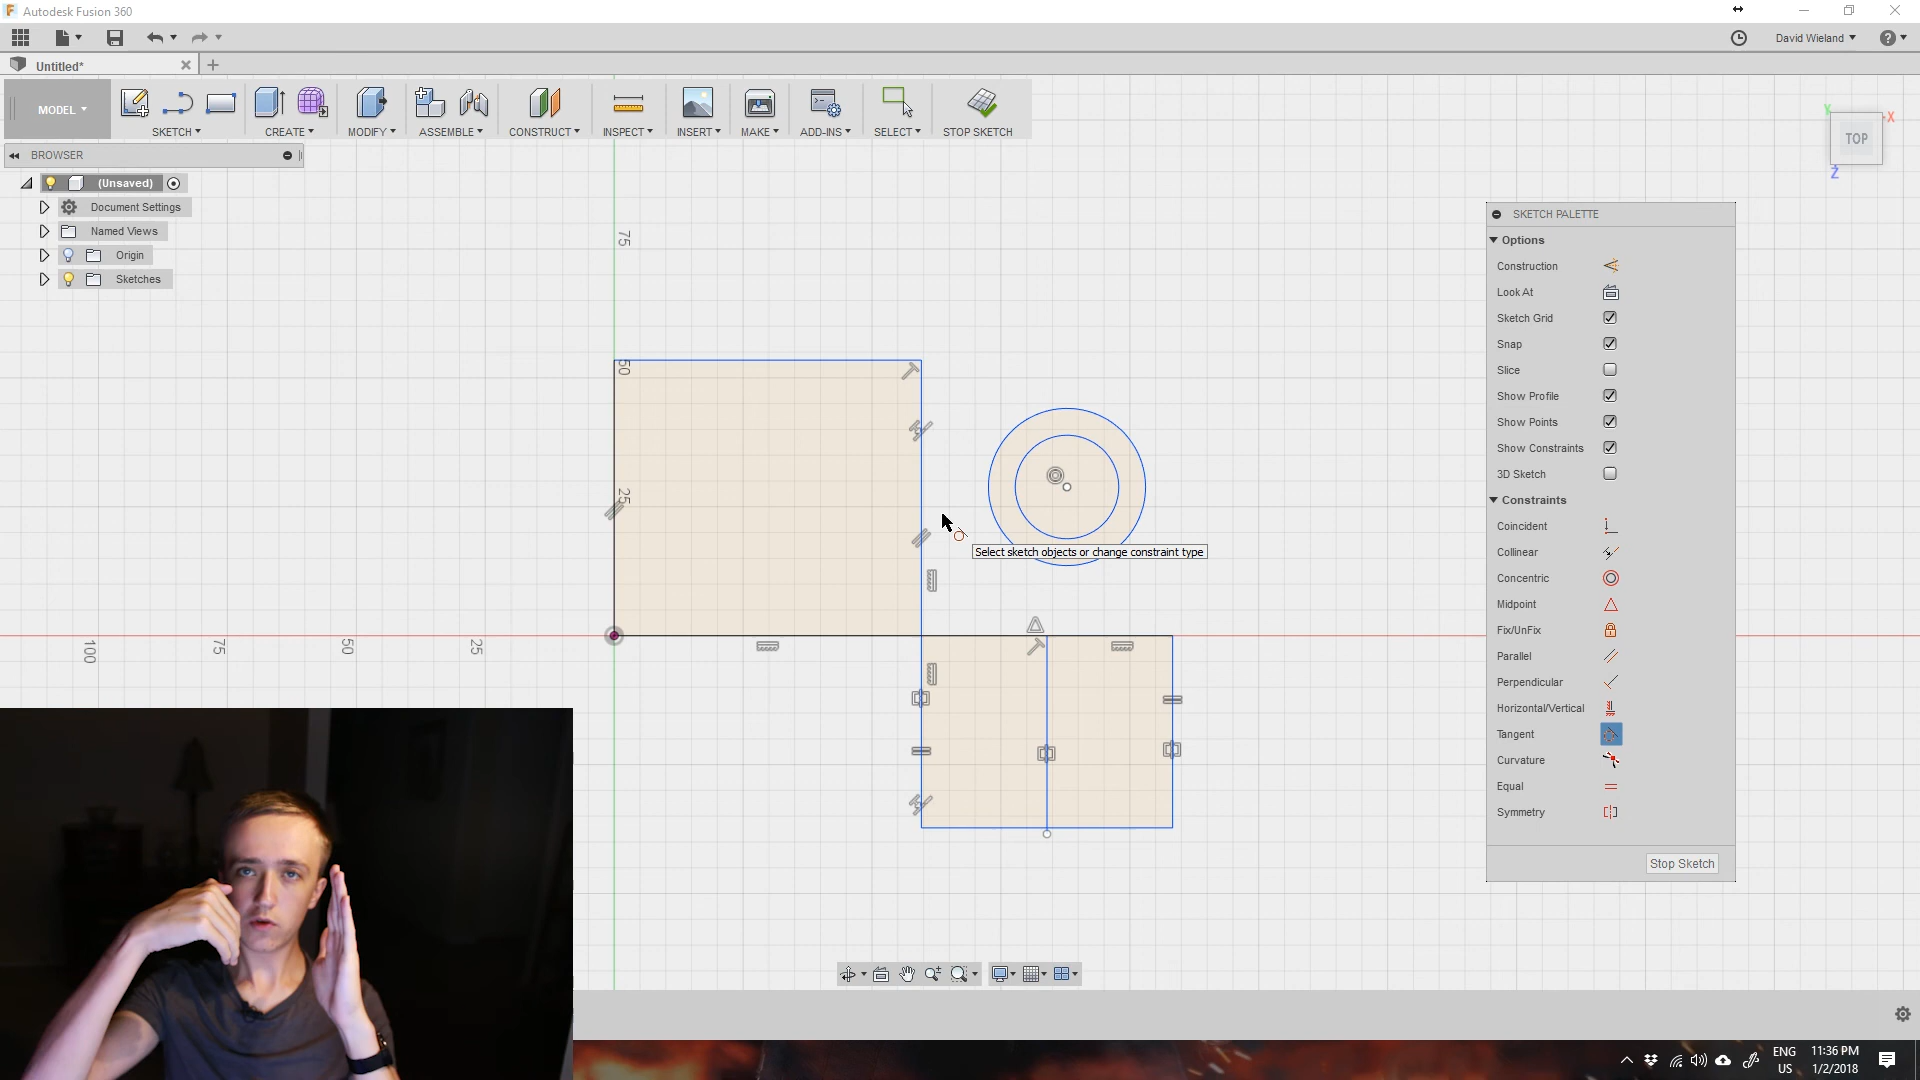 Autodesk Fusion 360
David Wieland
Untitled*
MODEL
SKETCH
CREATE
MODIFY
ASSEMBLE
CONSTRUCT
INSPECT
INSERT
MAKE
ADD-INS
SELECT
STOP SKETCH
BROWSER
(Unsaved)
Document Settings
Named Views
Origin
Sketches
Y
X
TOP
Z
75
50
25
100
75
50
25
Select sketch objects or change constraint type
SKETCH PALETTE
Options
Construction
Look At
Sketch Grid
Snap
Slice
Show Profile
Show Points
Show Constraints
3D Sketch
Constraints
Coincident
Collinear
Concentric
Midpoint
Fix/UnFix
Parallel
Perpendicular
Horizontal/Vertical
Tangent
Curvature
Equal
Symmetry
Stop Sketch
ENG
US
11:36 PM
1/2/2018